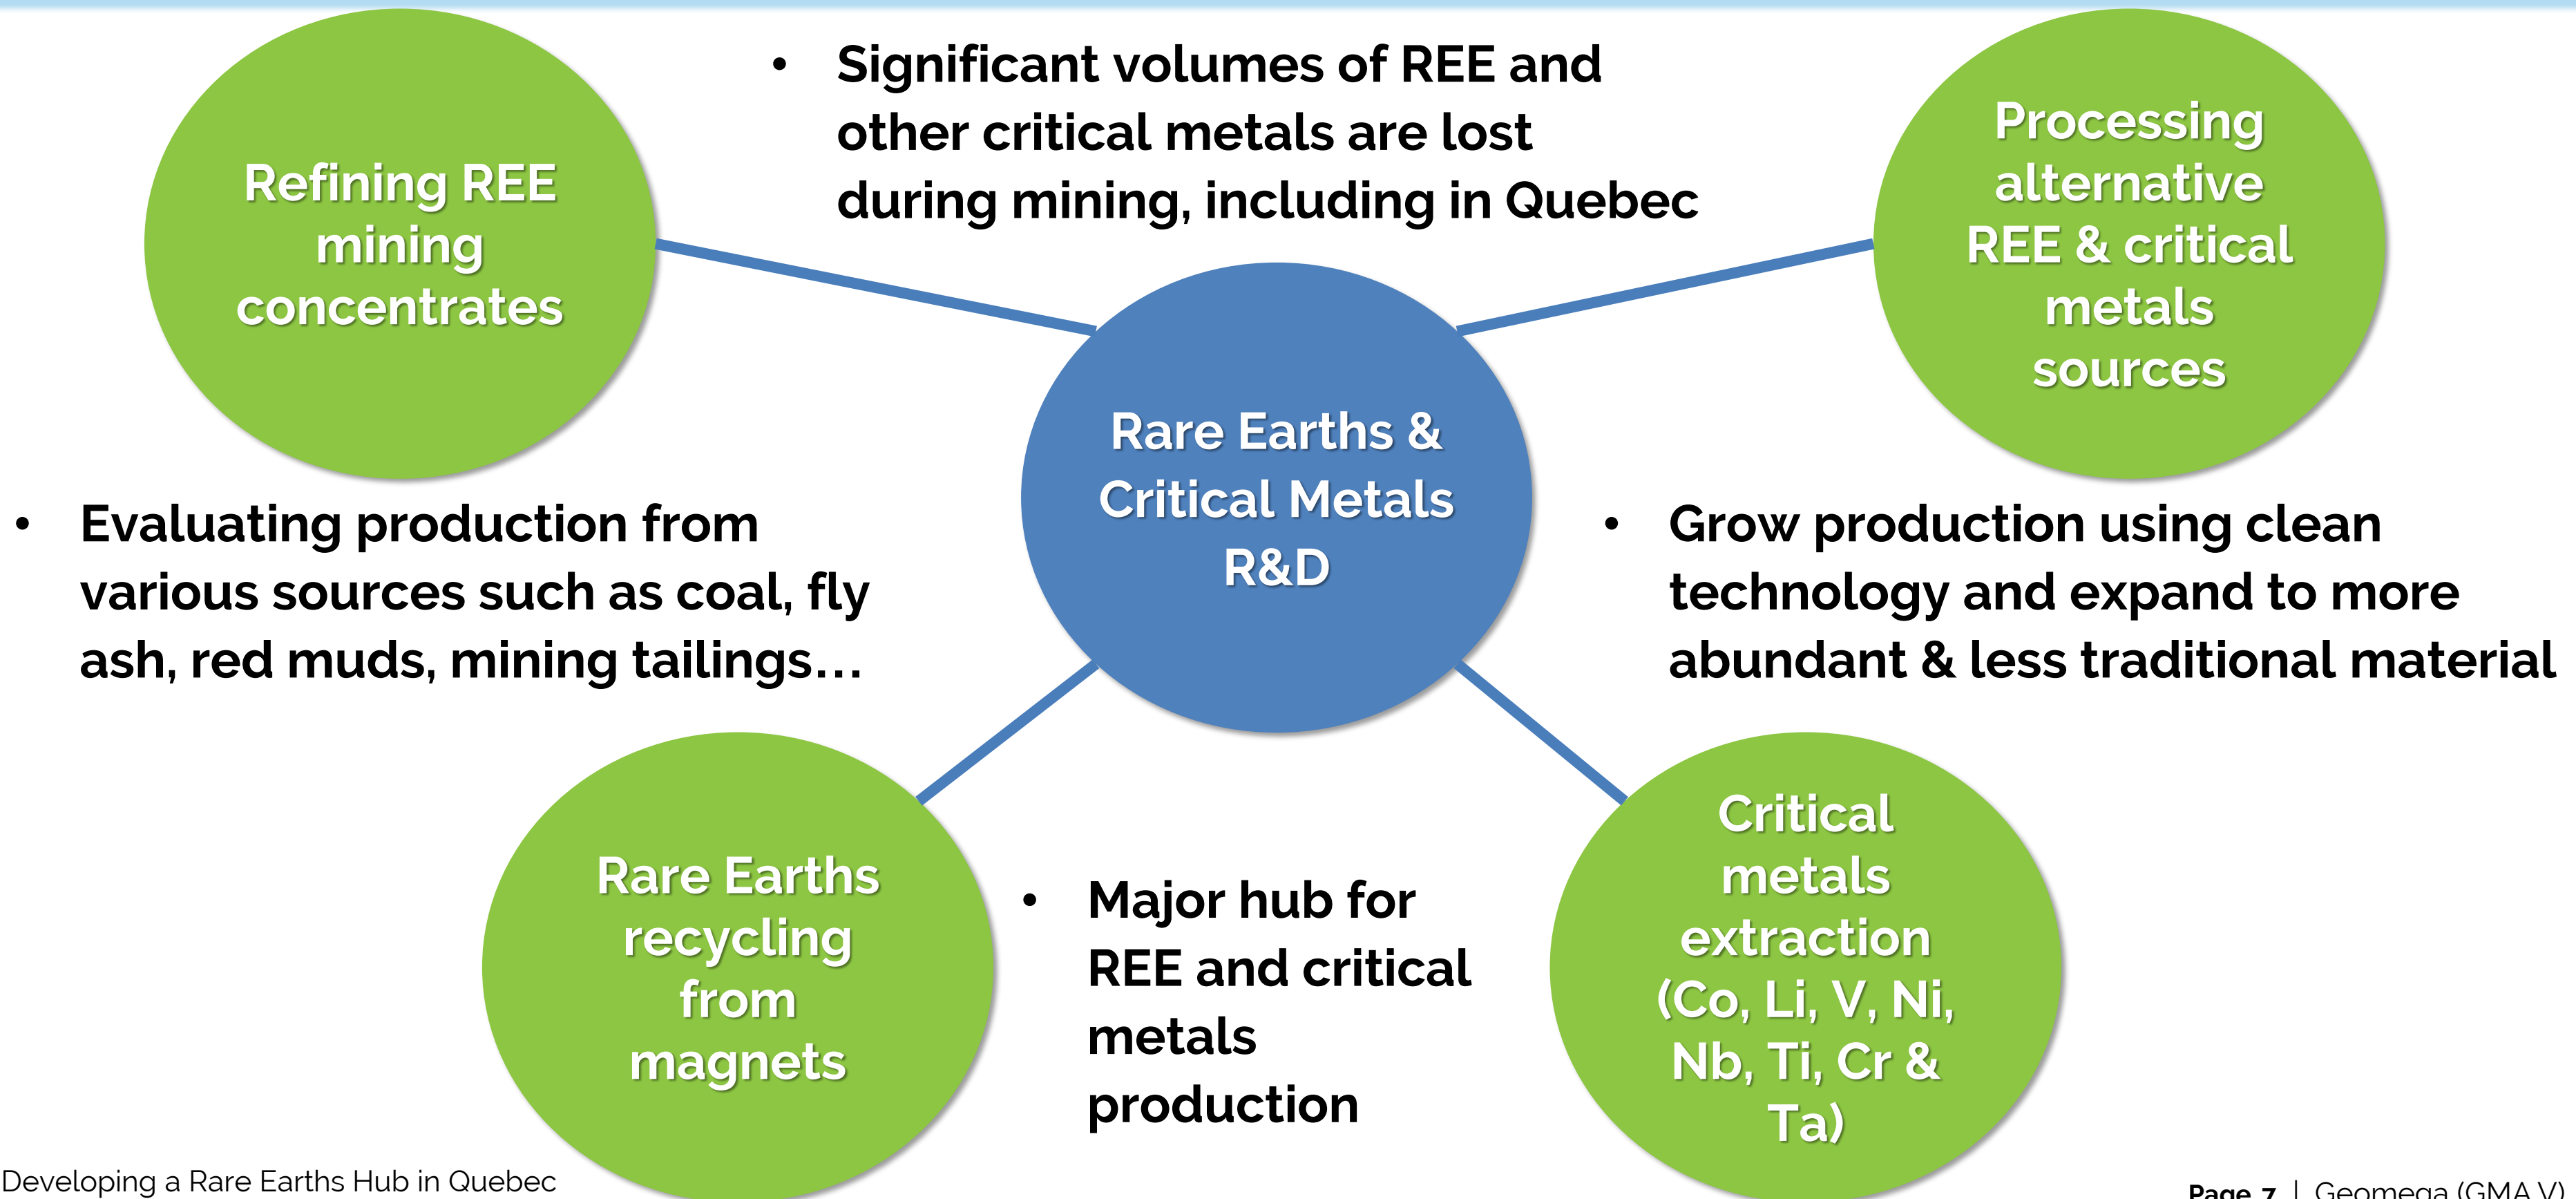 Refining REE
mining
concentrates
• Significant volumes of REE and
other critical metals are lost
during mining, including in Quebec
Processing
alternative
REE & critical
metals
sources
Rare Earths &
Critical Metals
R&D
• Evaluating production from
various sources such as coal, fly
ash, red muds, mining tailings…
• Grow production using clean
technology and expand to more
abundant & less traditional material
Rare Earths
recycling
from
magnets
• Major hub for
REE and critical
metals
production
Critical
metals
extraction
(Co, Li, V, Ni,
Nb, Ti, Cr &
Ta)
Developing a Rare Earths Hub in Quebec
Page 7 | Geomega (GMA.V)